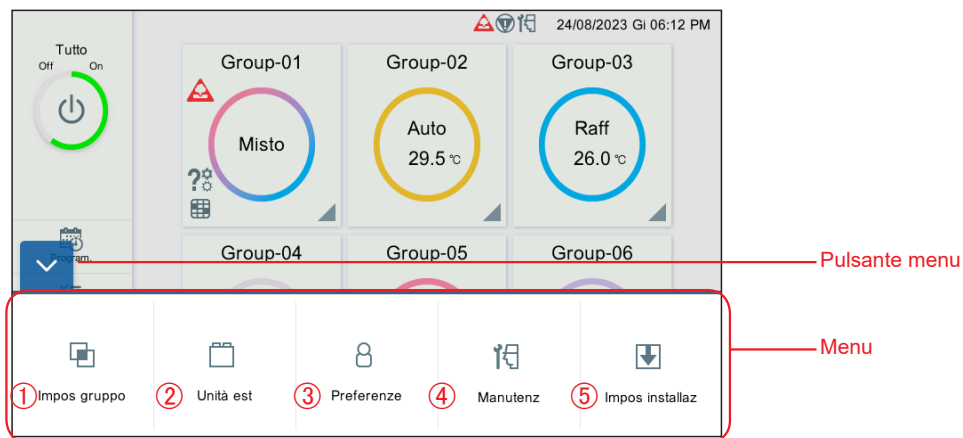 24/08/2023 Gi 06:12 PM
Tutto
Off On
Group-01
Misto
Group-02
Auto
29.5 °C
Group-03
Raff
26.0 °C
Program.
Group-04
Group-05
Group-06
Pulsante menu
Menu
① Impos gruppo
② Unità est
③ Preferenze
④ Manutenz
⑤ Impos installaz